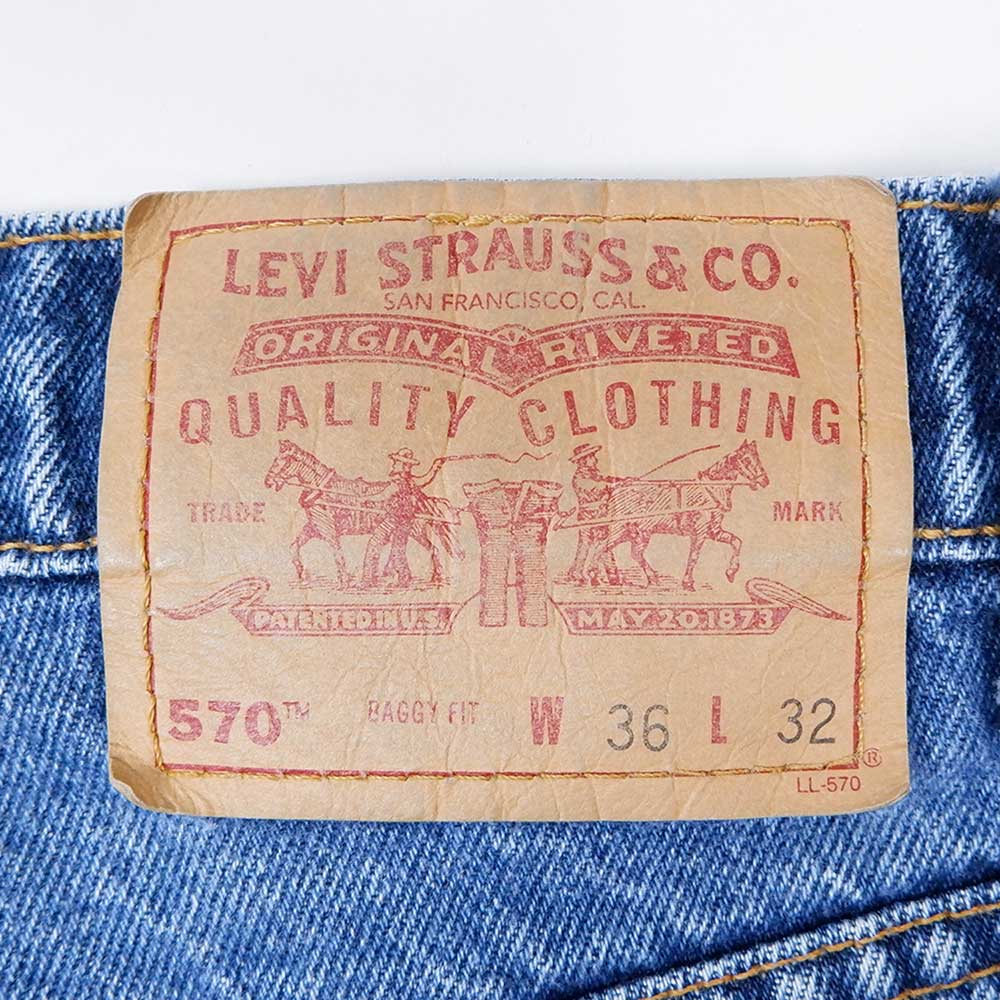 LEVI STRAUSS & CO.
SAN FRANCISCO, CAL.
ORIGINAL RIVETED
QUALITY CLOTHING
TRADE MARK
PATENTED IN U.S. MAY 20 1873
570™ BAGGY FIT W 36 L 32
®
LL-570